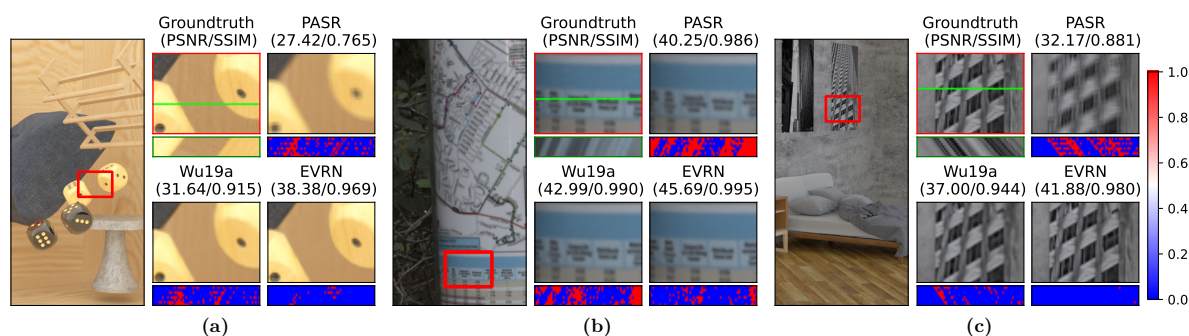 Groundtruth
(PSNR/SSIM)
PASR
(27.42/0.765)
Wu19a
(31.64/0.915)
EVRN
(38.38/0.969)
(a)
Groundtruth
(PSNR/SSIM)
PASR
(40.25/0.986)
Wu19a
(42.99/0.990)
EVRN
(45.69/0.995)
(b)
Groundtruth
(PSNR/SSIM)
PASR
(32.17/0.881)
Wu19a
(37.00/0.944)
EVRN
(41.88/0.980)
(c)
1.0
0.8
0.6
0.4
0.2
0.0